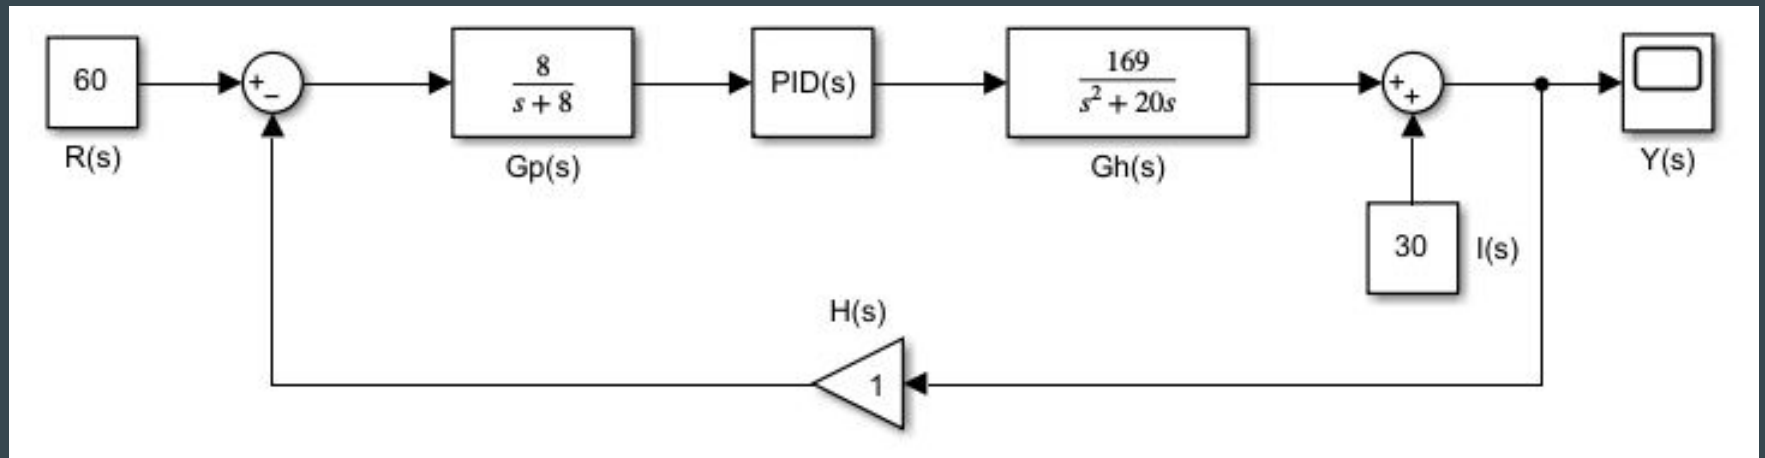 60
R(s)
+
−
8
s + 8
Gp(s)
PID(s)
169
s² + 20s
Gh(s)
+
+
30
I(s)
Y(s)
H(s)
1